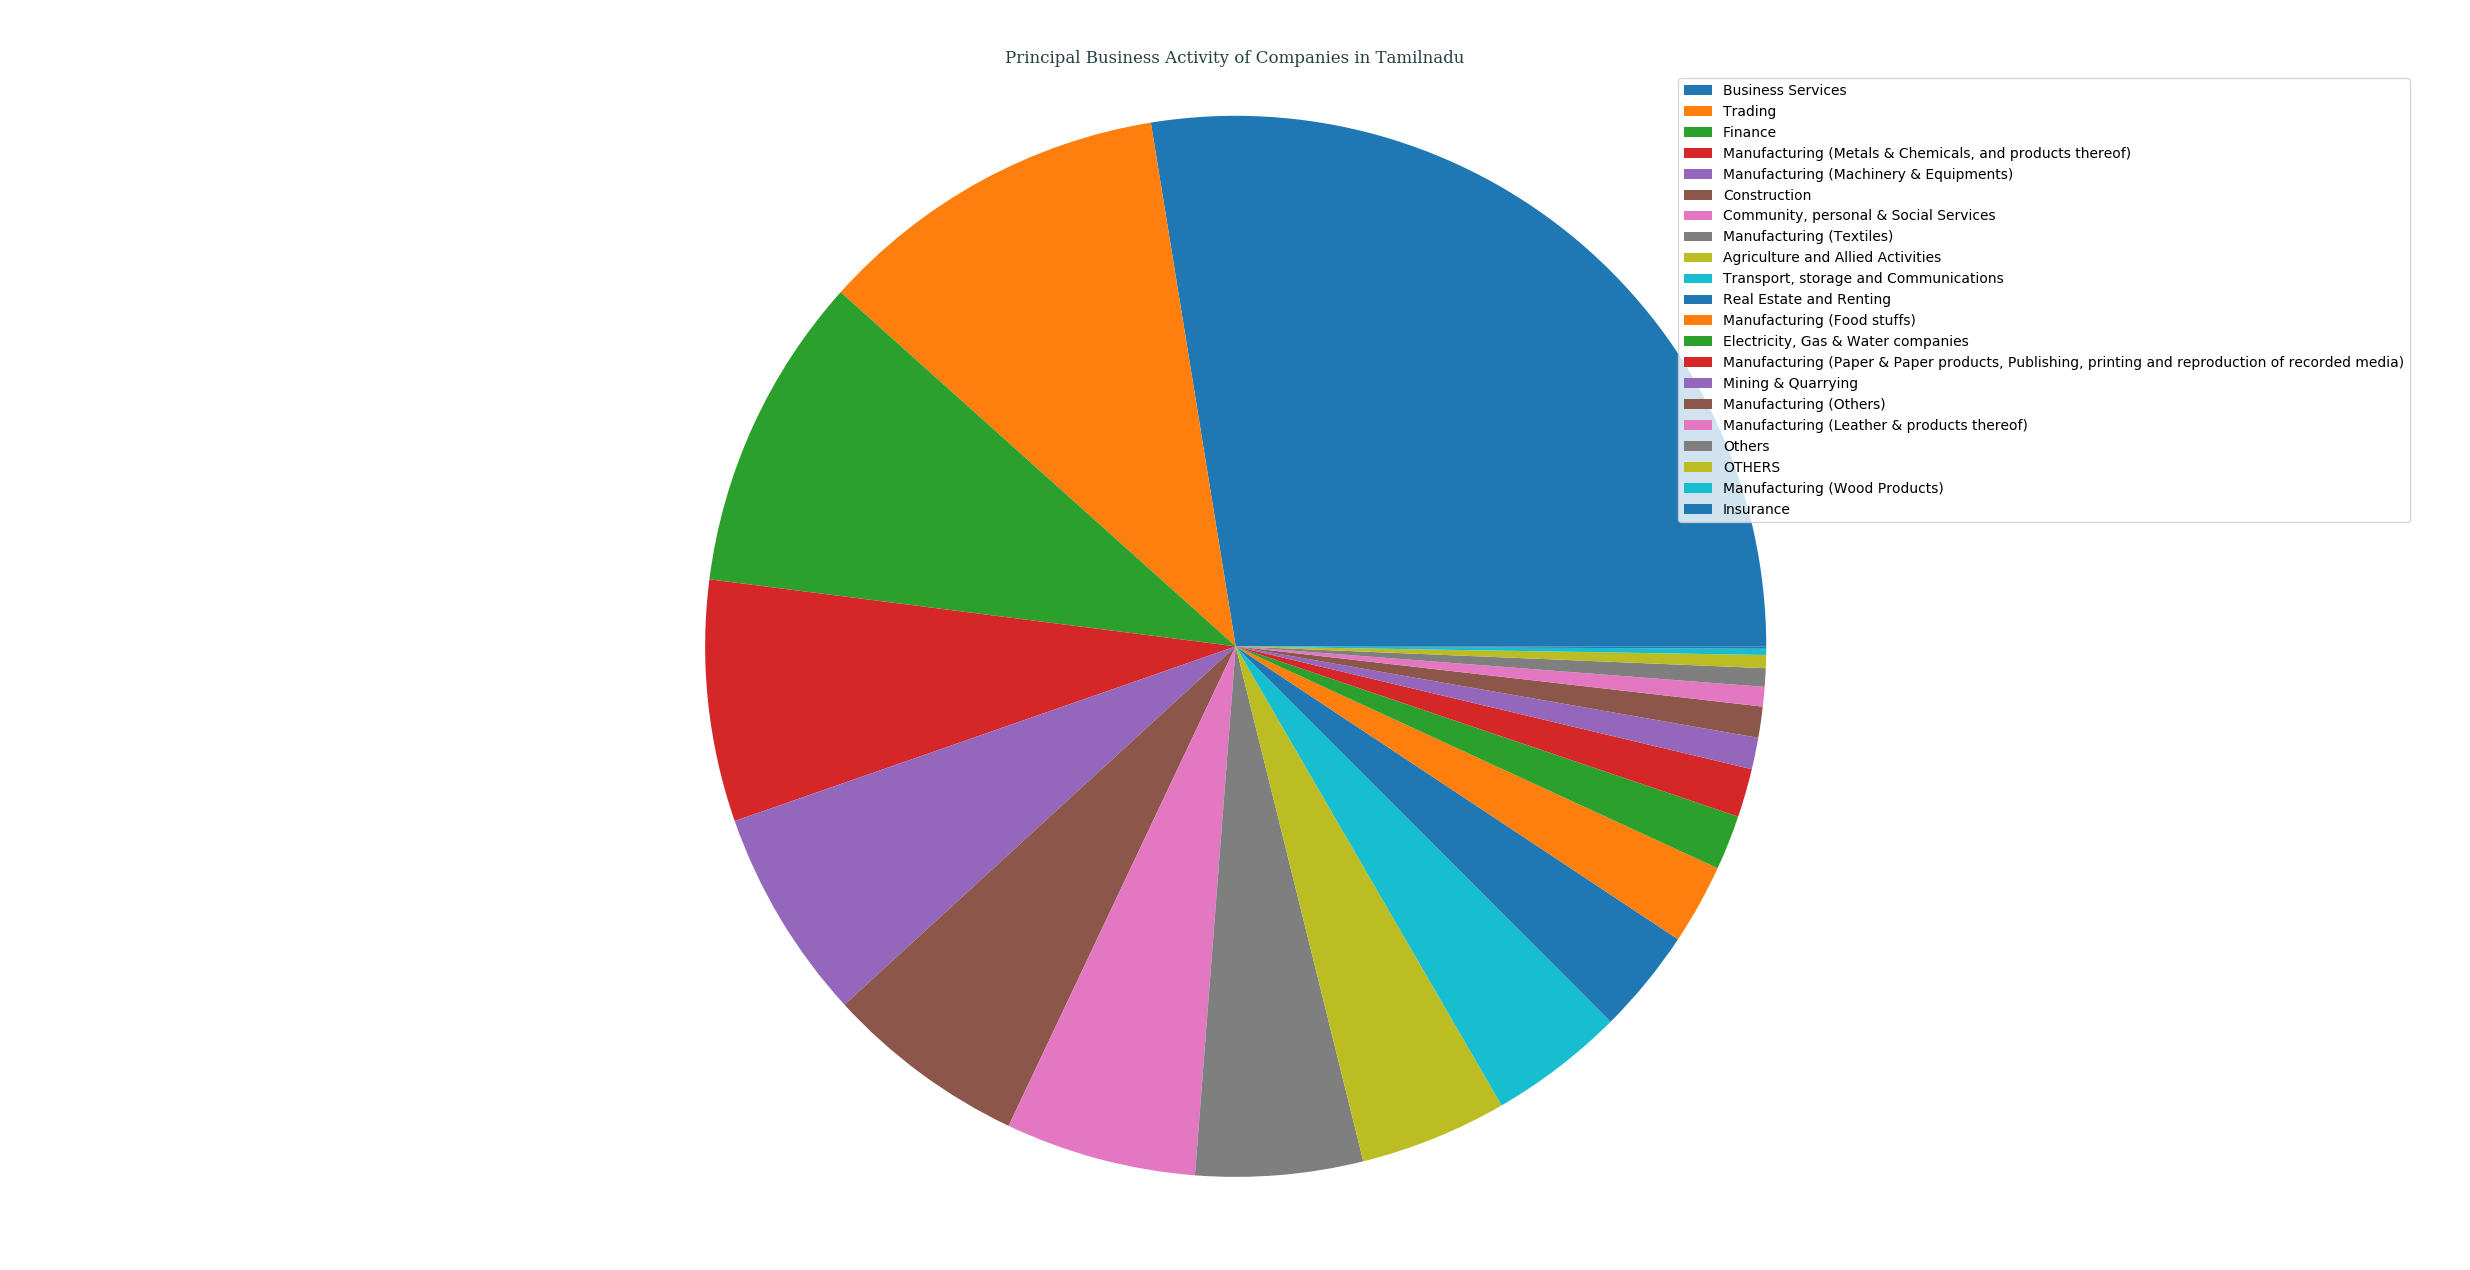 Principal Business Activity of Companies in Tamilnadu
Business Services
Trading
Finance
Manufacturing (Metals & Chemicals, and products thereof)
Manufacturing (Machinery & Equipments)
Construction
Community, personal & Social Services
Manufacturing (Textiles)
Agriculture and Allied Activities
Transport, storage and Communications
Real Estate and Renting
Manufacturing (Food stuffs)
Electricity, Gas & Water companies
Manufacturing (Paper & Paper products, Publishing, printing and reproduction of recorded media)
Mining & Quarrying
Manufacturing (Others)
Manufacturing (Leather & products thereof)
Others
OTHERS
Manufacturing (Wood Products)
Insurance